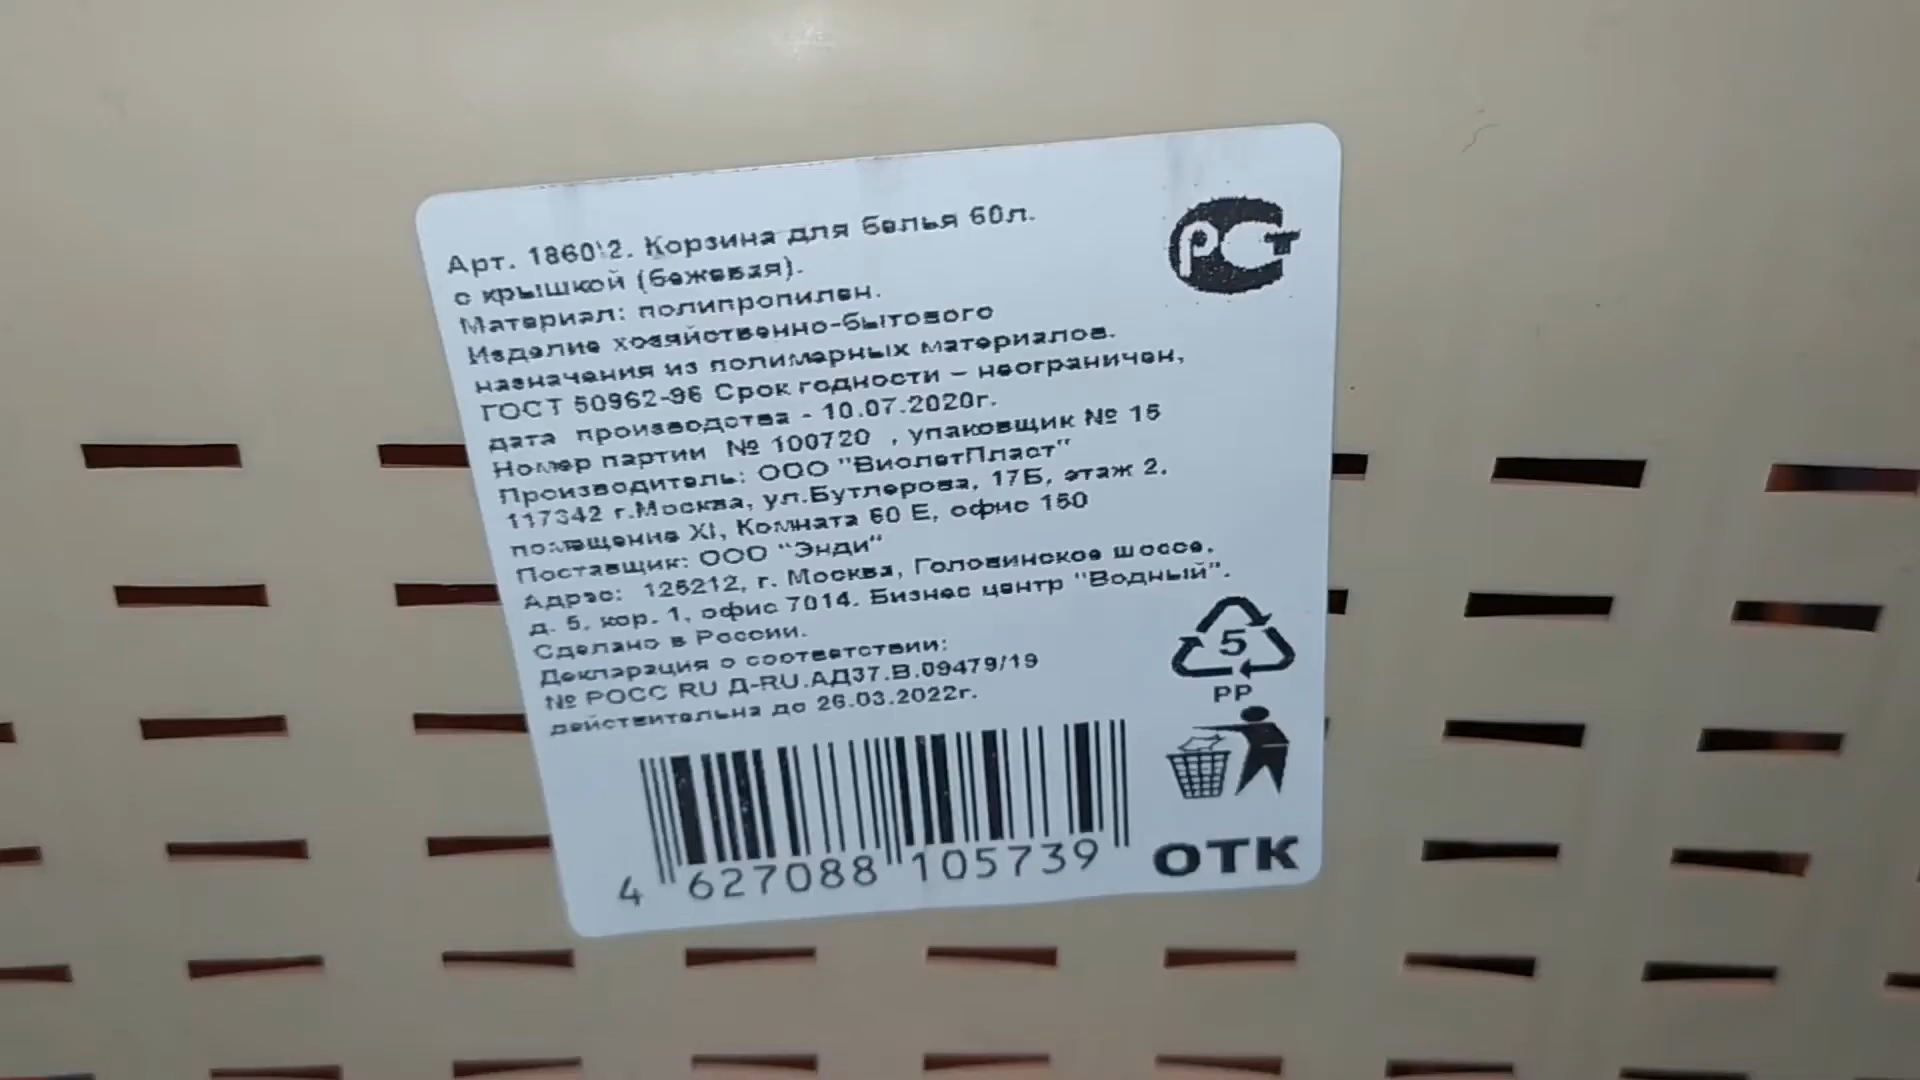 Арт. 1860\2. Корзина для белья 60л.
с крышкой (бежевая).
Материал: полипропилен.
Изделие хозяйственно-бытового
назначения из полимерных материалов.
ГОСТ 50962-96 Срок годности – неограничен,
дата производства - 10.07.2020г.
Номер партии № 100720 , упаковщик № 15
Производитель: ООО "ВиолетПласт"
117342 г.Москва, ул.Бутлерова, 17Б, этаж 2,
помещение XI, Комната 60 Е, офис 150
Поставщик: ООО "Энди"
Адрес: 125212, г. Москва, Головинское шоссе,
д. 5, кор. 1, офис 7014. Бизнес центр "Водный".
Сделано в России.
Декларация о соответствии:
№ РОСС RU Д-RU.АД37.В.09479/19
действительна до 26.03.2022г.
РСТ
5
PP
4 627088 105739
ОТК